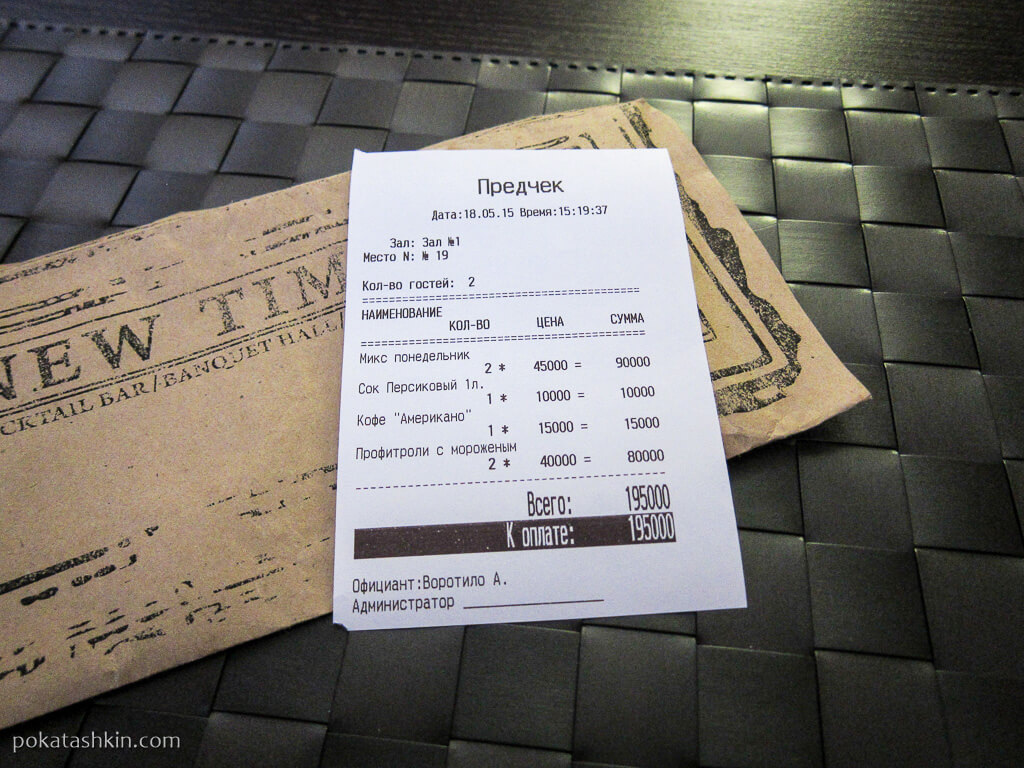 Предчек
Дата:18.05.15 Время:15:19:37
Зал: Зал №1
Место N: № 19
Кол-во гостей: 2
НАИМЕНОВАНИЕ
КОЛ-ВО ЦЕНА СУММА
Микс понедельник
2 * 45000 = 90000
Сок Персиковый 1л.
1 * 10000 = 10000
Кофе "Американо"
1 * 15000 = 15000
Профитроли с мороженым
2 * 40000 = 80000
Всего: 195000
К оплате: 195000
Официант:Воротило А.
Администратор
NEW TIM
CKTAIL BAR/BANQUET HALL/
pokatashkin.com